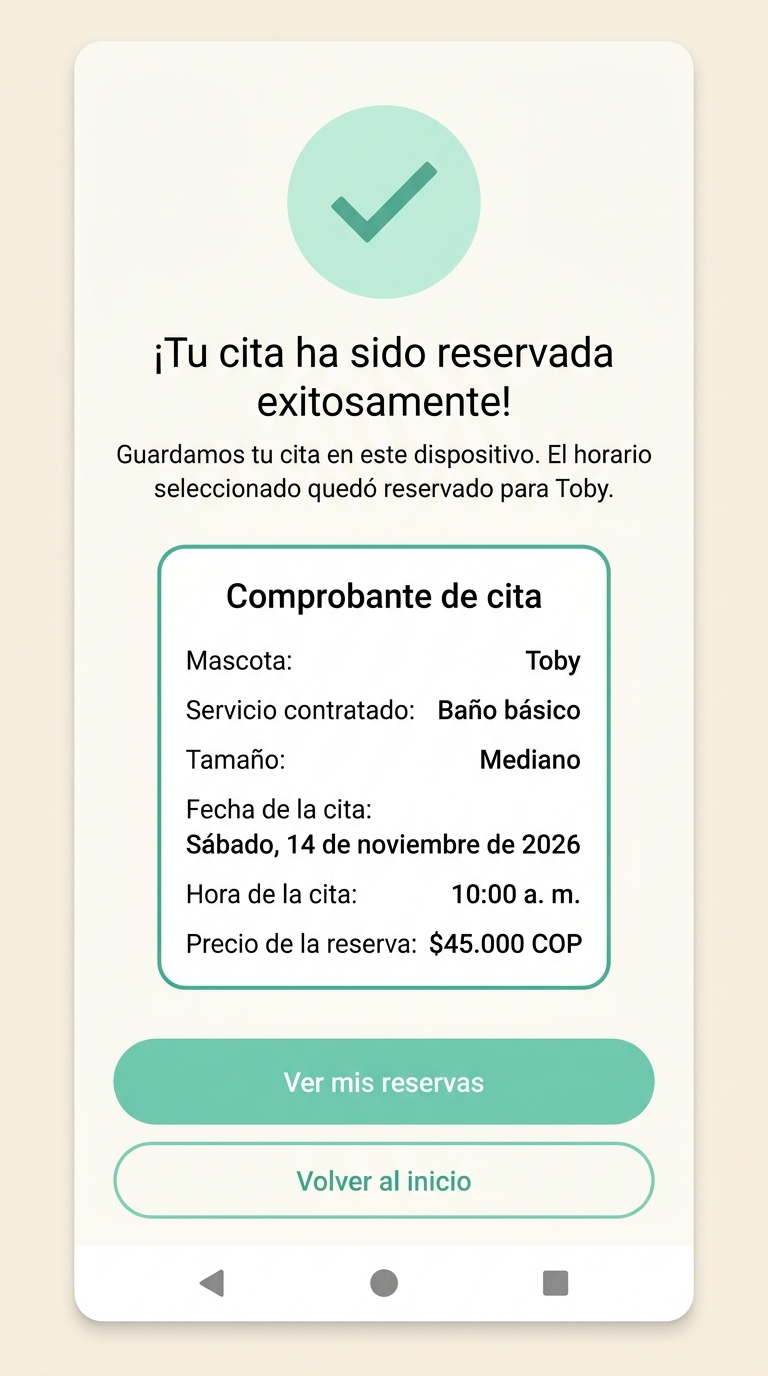 ¡Tu cita ha sido reservada
exitosamente!
Guardamos tu cita en este dispositivo. El horario
seleccionado quedó reservado para Toby.
Comprobante de cita
Mascota: Toby
Servicio contratado: Baño básico
Tamaño: Mediano
Fecha de la cita:
Sábado, 14 de noviembre de 2026
Hora de la cita: 10:00 a. m.
Precio de la reserva: $45.000 COP
Ver mis reservas
Volver al inicio